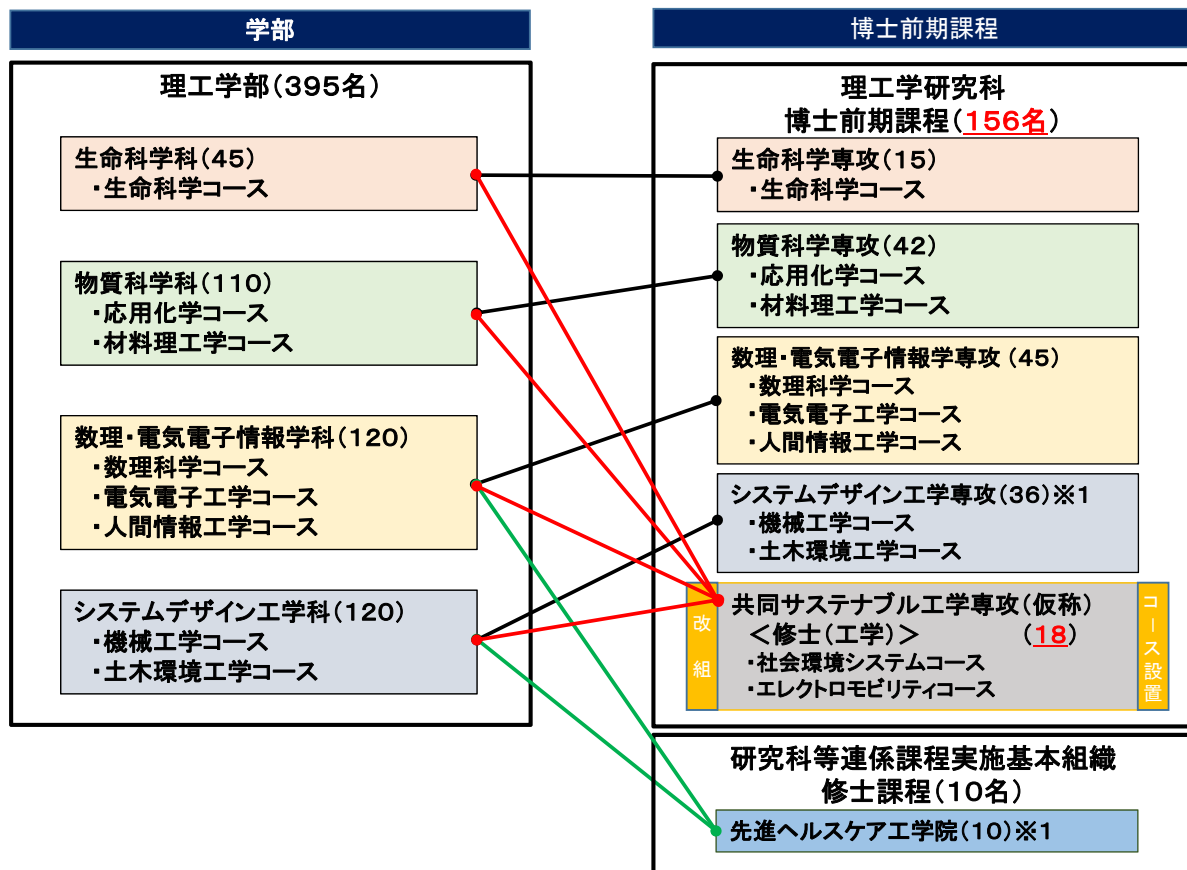 学部
理工学部(395名)
生命科学科(45)
・生命科学コース
物質科学科(110)
・応用化学コース
・材料理工学コース
数理・電気電子情報学科(120)
・数理科学コース
・電気電子工学コース
・人間情報工学コース
システムデザイン工学科(120)
・機械工学コース
・土木環境工学コース
博士前期課程
理工学研究科
博士前期課程(156名)
生命科学専攻(15)
・生命科学コース
物質科学専攻(42)
・応用化学コース
・材料理工学コース
数理・電気電子情報学専攻(45)
・数理科学コース
・電気電子工学コース
・人間情報工学コース
システムデザイン工学専攻(36)※1
・機械工学コース
・土木環境工学コース
改組
共同サステナブル工学専攻(仮称)
<修士(工学)> (18)
・社会環境システムコース
・エレクトロモビリティコース
コース設置
研究科等連係課程実施基本組織
修士課程(10名)
先進ヘルスケア工学院(10)※1